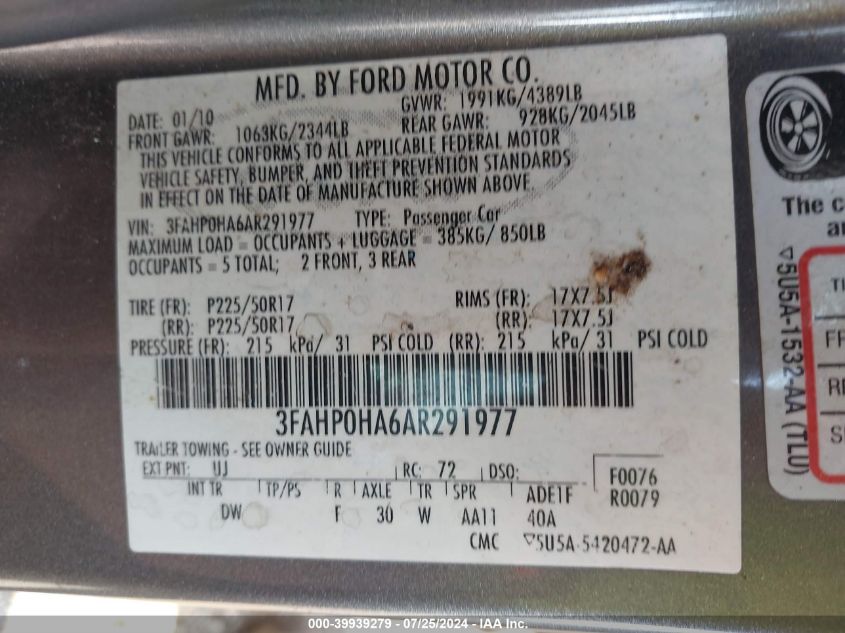 MFD. BY FORD MOTOR CO.
DATE: 01/10 GVWR: 1991KG/4389LB
FRONT GAWR: 1063KG/2344LB REAR GAWR: 928KG/2045LB
THIS VEHICLE CONFORMS TO ALL APPLICABLE FEDERAL MOTOR
VEHICLE SAFETY, BUMPER, AND THEFT PREVENTION STANDARDS
IN EFFECT ON THE DATE OF MANUFACTURE SHOWN ABOVE
VIN: 3FAHP0HA6AR291977 TYPE: Passenger Car
MAXIMUM LOAD = OCCUPANTS + LUGGAGE = 385KG/ 850LB
OCCUPANTS = 5 TOTAL; 2 FRONT, 3 REAR
TIRE (FR): P225/50R17 RIMS (FR): 17X7.5J
(RR): P225/50R17 (RR): 17X7.5J
PRESSURE (FR): 215 kPa/ 31 PSI COLD (RR): 215 kPa/ 31 PSI COLD
3FAHP0HA6AR291977
TRAILER TOWING - SEE OWNER GUIDE
EXT PNT: UJ RC: 72 DSO: F0076
INT TR TP/PS R AXLE TR SPR ADE1F R0079
DW F 30 W AA11 40A
CMC ▽5U5A-5420472-AA
The c
an
▽5U5A-1532-AA (TLU)
TI
FR
RE
S
000-39939279 - 07/25/2024 - IAA Inc.